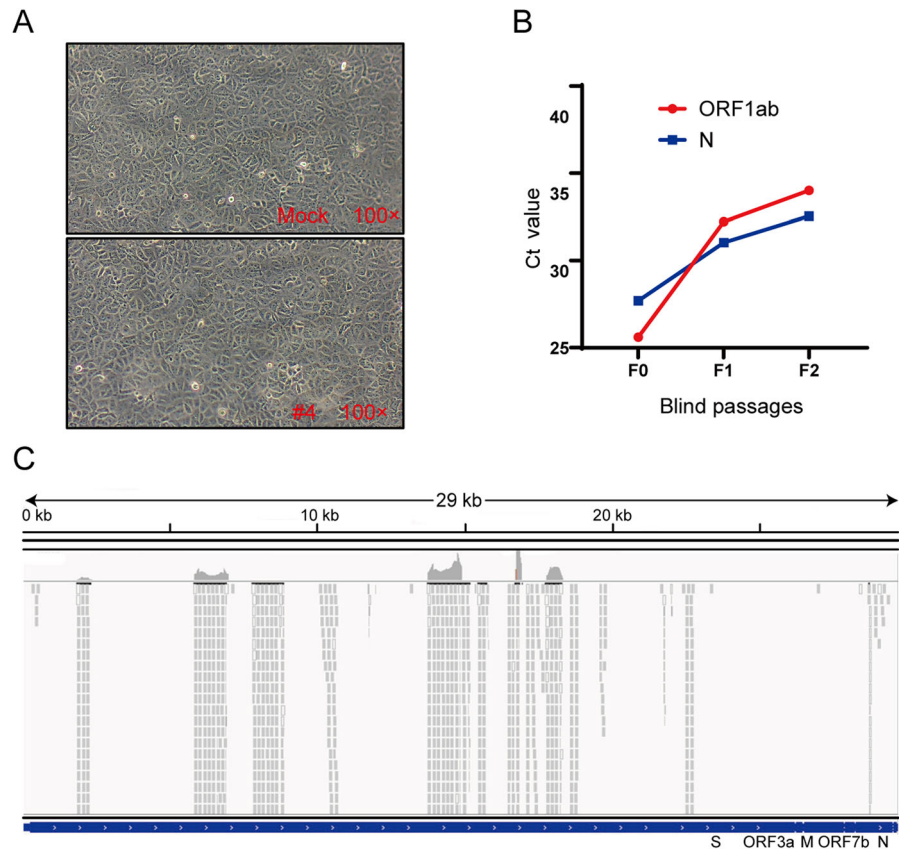 A
Mock 100×
#4 100×
B
ORF1ab
N
40
35
30
25
Ct value
F0 F1 F2
Blind passages
C
29 kb
0 kb 10 kb 20 kb
S ORF3a M ORF7b N